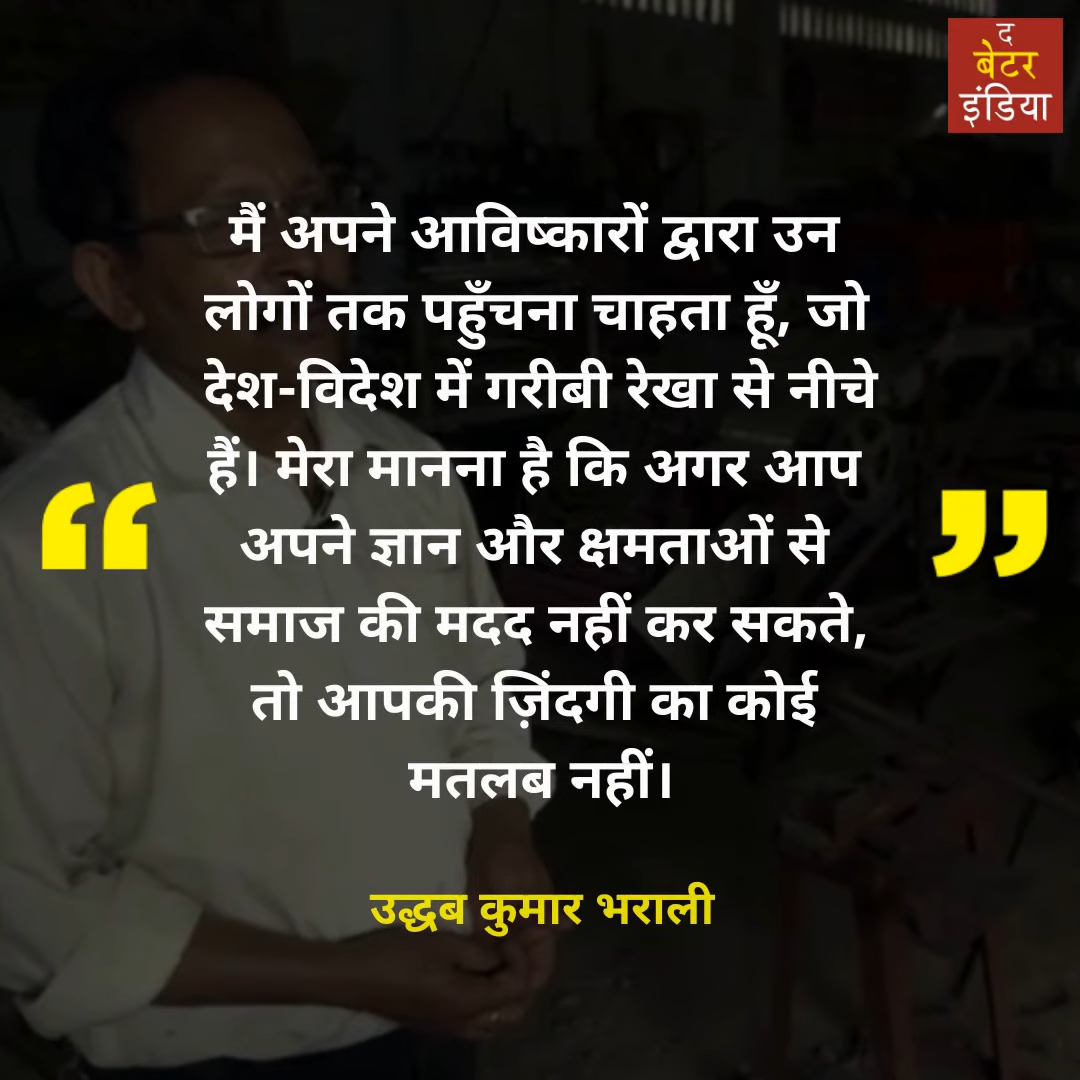 द
बेटर
इंडिया
मैं अपने आविष्कारों द्वारा उन
लोगों तक पहुँचना चाहता हूँ, जो
देश-विदेश में गरीबी रेखा से नीचे
हैं। मेरा मानना है कि अगर आप
“ अपने ज्ञान और क्षमताओं से ”
समाज की मदद नहीं कर सकते,
तो आपकी ज़िंदगी का कोई
मतलब नहीं।
उद्धब कुमार भराली